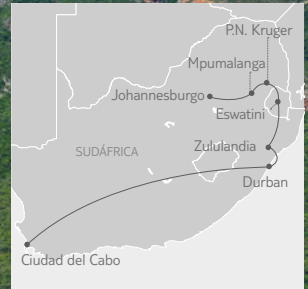 P.N. Kruger
Mpumalanga
Johannesburgo
Eswatini
SUDÁFRICA
Zululandia
Durban
Ciudad del Cabo